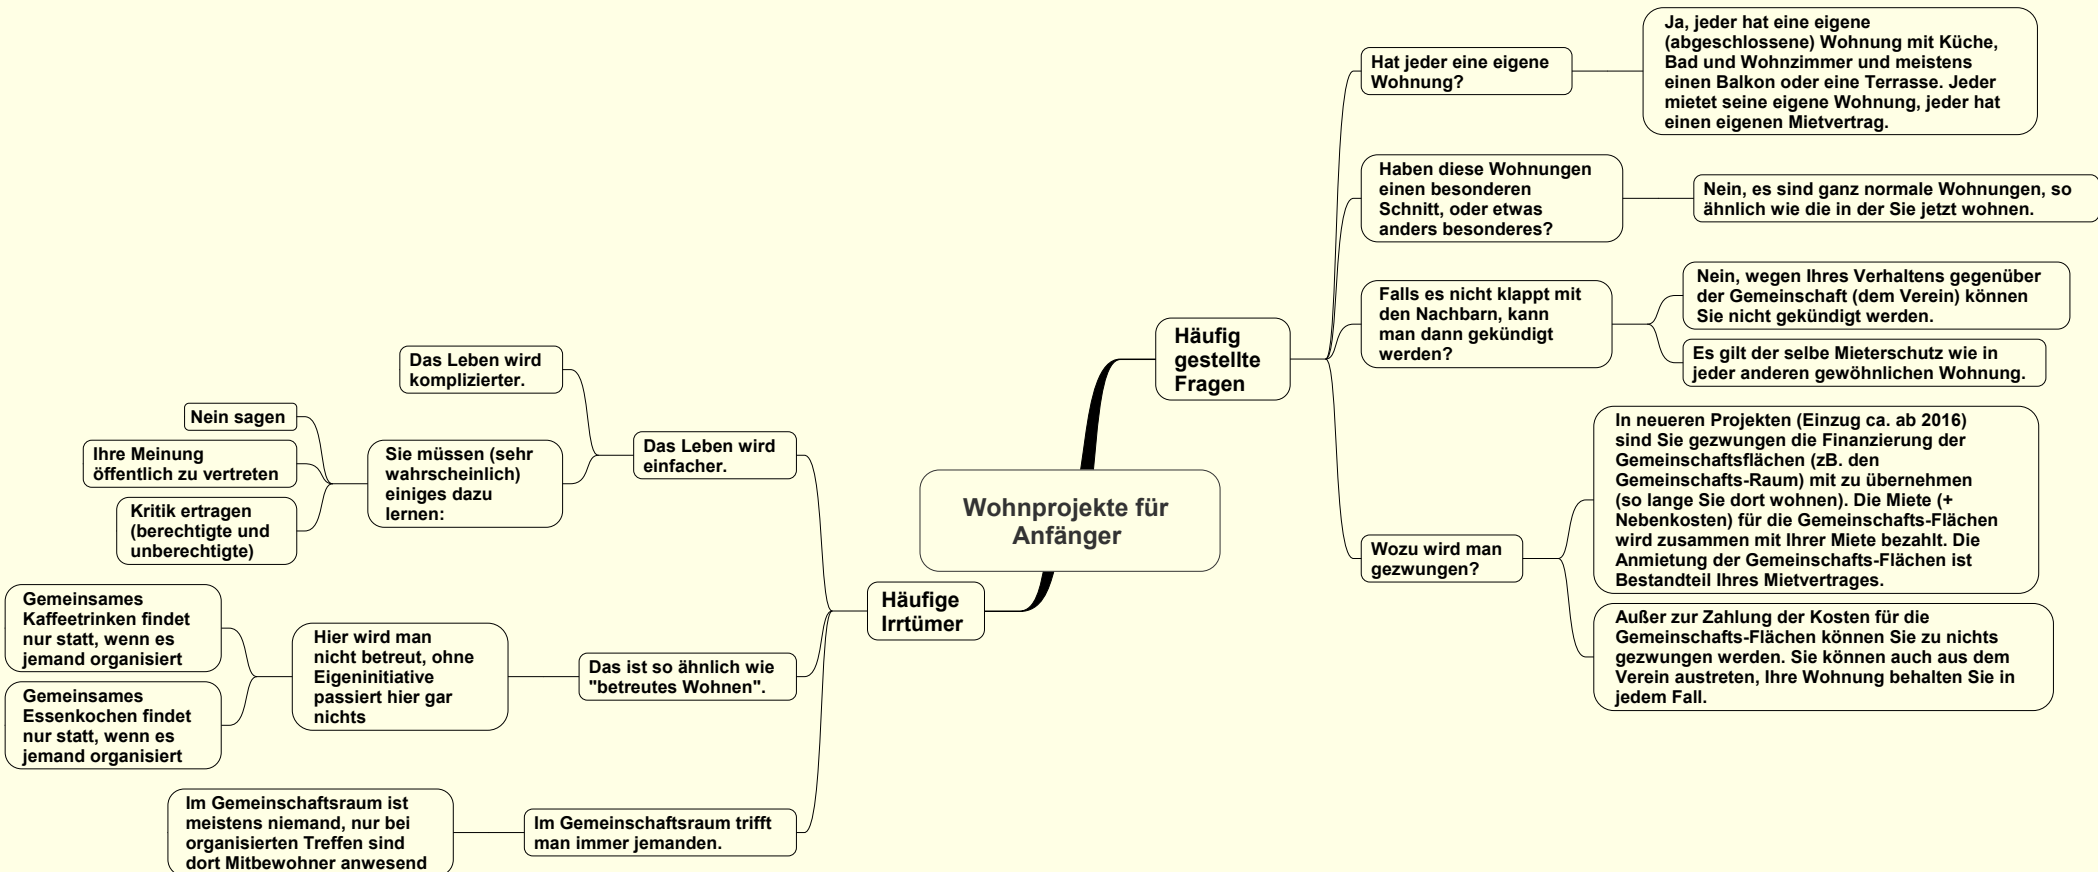 Wohnprojekte für
Anfänger
Häufig
gestellte
Fragen
Hat jeder eine eigene
Wohnung?
Ja, jeder hat eine eigene
(abgeschlossene) Wohnung mit Küche,
Bad und Wohnzimmer und meistens
einen Balkon oder eine Terrasse. Jeder
mietet seine eigene Wohnung, jeder hat
einen eigenen Mietvertrag.
Haben diese Wohnungen
einen besonderen
Schnitt, oder etwas
anders besonderes?
Nein, es sind ganz normale Wohnungen, so
ähnlich wie die in der Sie jetzt wohnen.
Falls es nicht klappt mit
den Nachbarn, kann
man dann gekündigt
werden?
Nein, wegen Ihres Verhaltens gegenüber
der Gemeinschaft (dem Verein) können
Sie nicht gekündigt werden.
Es gilt der selbe Mieterschutz wie in
jeder anderen gewöhnlichen Wohnung.
Wozu wird man
gezwungen?
In neueren Projekten (Einzug ca. ab 2016)
sind Sie gezwungen die Finanzierung der
Gemeinschaftsflächen (zB. den
Gemeinschafts-Raum) mit zu übernehmen
(so lange Sie dort wohnen). Die Miete (+
Nebenkosten) für die Gemeinschafts-Flächen
wird zusammen mit Ihrer Miete bezahlt. Die
Anmietung der Gemeinschafts-Flächen ist
Bestandteil Ihres Mietvertrages.
Außer zur Zahlung der Kosten für die
Gemeinschafts-Flächen können Sie zu nichts
gezwungen werden. Sie können auch aus dem
Verein austreten, Ihre Wohnung behalten Sie in
jedem Fall.
Häufige
Irrtümer
Das Leben wird
einfacher.
Das Leben wird
komplizierter.
Sie müssen (sehr
wahrscheinlich)
einiges dazu
lernen:
Nein sagen
Ihre Meinung
öffentlich zu vertreten
Kritik ertragen
(berechtigte und
unberechtigte)
Das ist so ähnlich wie
"betreutes Wohnen".
Hier wird man
nicht betreut, ohne
Eigeninitiative
passiert hier gar
nichts
Gemeinsames
Kaffeetrinken findet
nur statt, wenn es
jemand organisiert
Gemeinsames
Essenkochen findet
nur statt, wenn es
jemand organisiert
Im Gemeinschaftsraum trifft
man immer jemanden.
Im Gemeinschaftsraum ist
meistens niemand, nur bei
organisierten Treffen sind
dort Mitbewohner anwesend